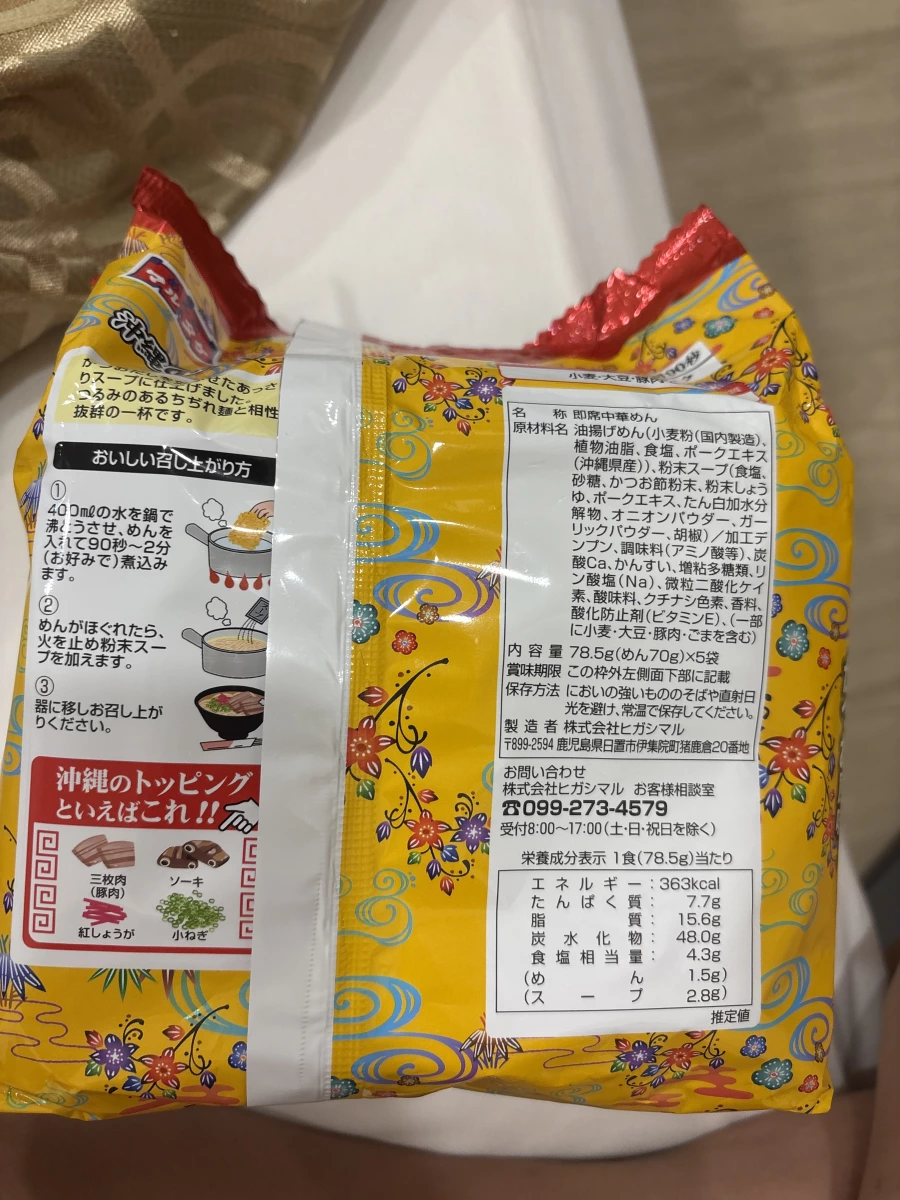 沖縄
りスープに仕上げました。
つるみのあるちぢれ麺と相性
抜群の一杯です。
おいしい召し上がり方
①
400mlの水を鍋で
沸とうさせ、めんを
入れて90秒〜2分
(お好みで)煮込み
ます。
②
めんがほぐれたら、
火を止め粉末スー
プを加えます。
③
器に移しお召し上が
りください。
沖縄のトッピング
といえばこれ!!
三枚肉
(豚肉)
ソーキ
紅しょうが
小ねぎ
小麦・大豆・豚肉
名称 即席中華めん
原材料名 油揚げめん(小麦粉(国内製造)、
植物油脂、食塩、ポークエキス
(沖縄県産))、粉末スープ(食塩、
砂糖、かつお節粉末、粉末しょう
ゆ、ポークエキス、たん白加水分
解物、オニオンパウダー、ガー
リックパウダー、胡椒)/加工デ
ンプン、調味料(アミノ酸等)、炭
酸Ca、かんすい、増粘多糖類、リ
ン酸塩(Na)、微粒二酸化ケイ
素、酸味料、クチナシ色素、香料、
酸化防止剤(ビタミンE)、(一部
に小麦・大豆・豚肉・ごまを含む)
内容量 78.5g(めん70g)×5袋
賞味期限 この枠外左側面下部に記載
保存方法 においの強いもののそばや直射日
光を避け、常温で保存してください。
製造者 株式会社ヒガシマル
〒899-2594 鹿児島県日置市伊集院町猪鹿倉20番地
お問い合わせ
株式会社ヒガシマル お客様相談室
☎099-273-4579
受付8:00〜17:00(土・日・祝日を除く)
栄養成分表示 1食(78.5g)当たり
エネルギー:363kcal
たんぱく質: 7.7g
脂質: 15.6g
炭水化物: 48.0g
食塩相当量: 4.3g
(めん 1.5g)
(スープ 2.8g)
推定値